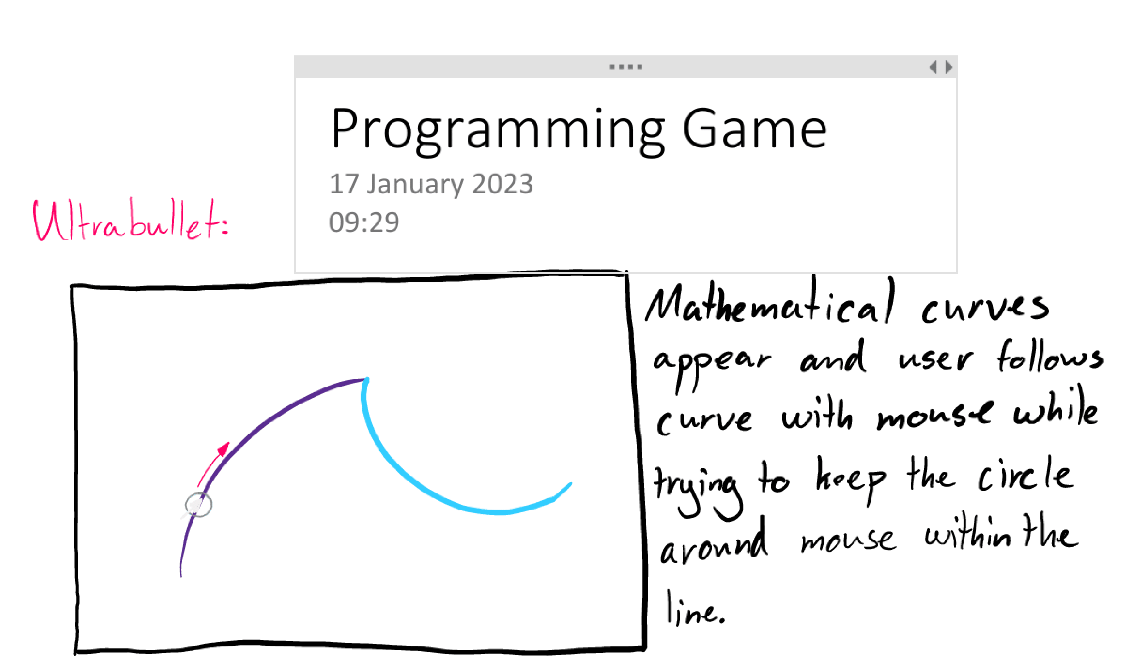 Programming Game
17 January 2023
09:29
Ultrabullet:
Mathematical curves
appear and user follows
curve with mouse while
trying to keep the circle
around mouse within the
line.